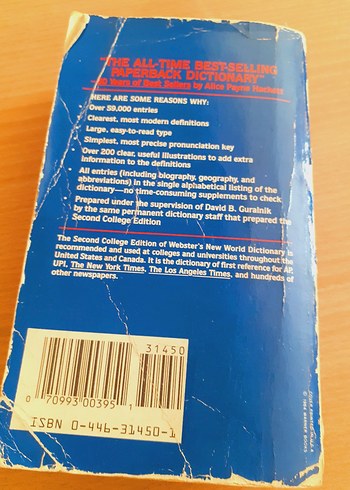 "THE ALL-TIME BEST-SELLING
PAPERBACK DICTIONARY"
Years of Best Sellers by Alice Payne Hackett
HERE ARE SOME REASONS WHY:
Over 59,000 entries
Clearest, most modern definitions
Large, easy-to-read type
Simplest, most precise pronunciation key
Over 200 clear, useful illustrations to add extra
information to the definitions
All entries (including biography, geography, and
abbreviations) in the single alphabetical listing of the
dictionary—no time-consuming supplements to check
Prepared under the supervision of David B. Guralnik
by the same permanent dictionary staff that prepared the
Second College Edition
The Second College Edition of Webster's New World Dictionary is
recommended and used at colleges and universities throughout the
United States and Canada. It is the dictionary of first reference for AP,
UPI, The New York Times, The Los Angeles Times, and hundreds of
other newspapers.
31450
0 70993 00395 1
ISBN 0-446-31450-1
© 1984 WARNER BOOKS